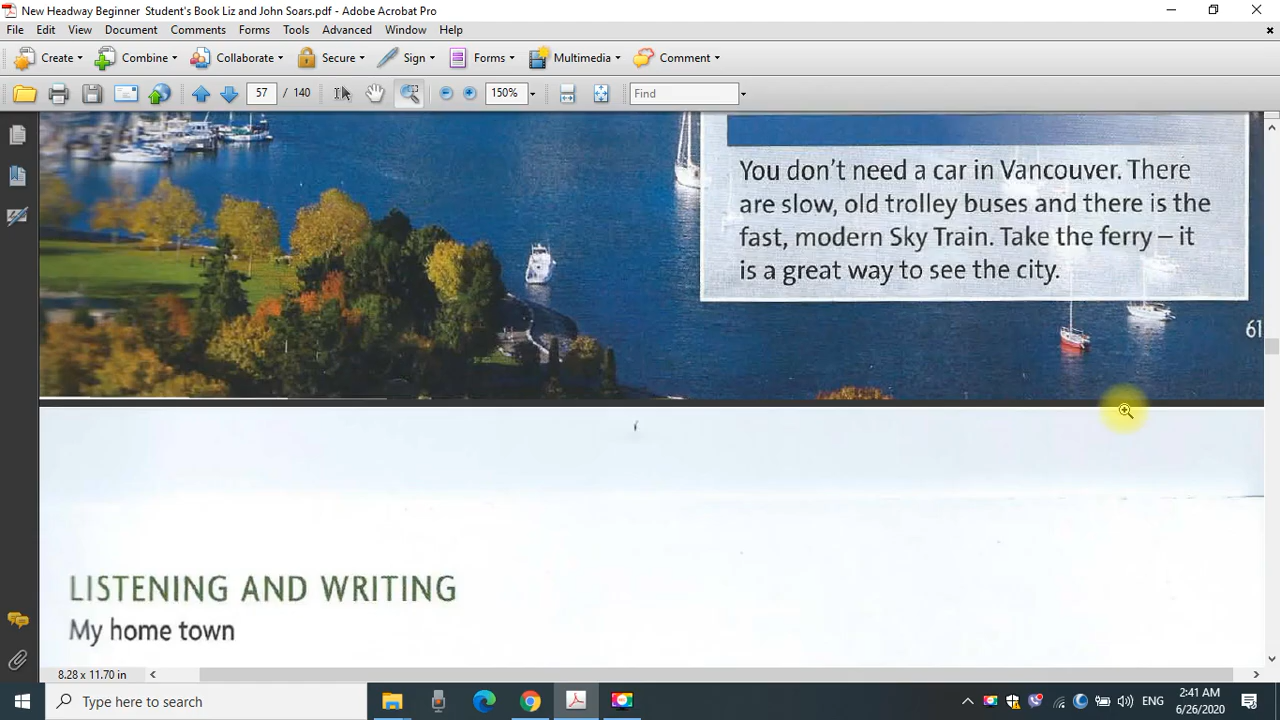 New Headway Beginner  Student's Book Liz and John Soars.pdf - Adobe Acrobat Pro
File Edit View Document Comments Forms Tools Advanced Window Help
Create Combine Collaborate Secure Sign Forms Multimedia Comment
57 / 140 150% Find
You don't need a car in Vancouver. There
are slow, old trolley buses and there is the
fast, modern Sky Train. Take the ferry – it
is a great way to see the city.
61
LISTENING AND WRITING
My home town
8.28 x 11.70 in
Type here to search
ENG
2:41 AM
6/26/2020